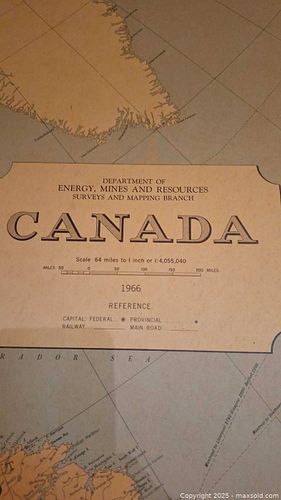 DEPARTMENT OF
ENERGY, MINES AND RESOURCES
SURVEYS AND MAPPING BRANCH
CANADA
Scale 64 miles to 1 inch or 1:4,055,040
MILES 50 0 50 100 150 200 MILES
1966
REFERENCE
CAPITAL: FEDERAL PROVINCIAL
RAILWAY MAIN ROAD
RADOR SEA
Copyright © 2025 - maxsold.com